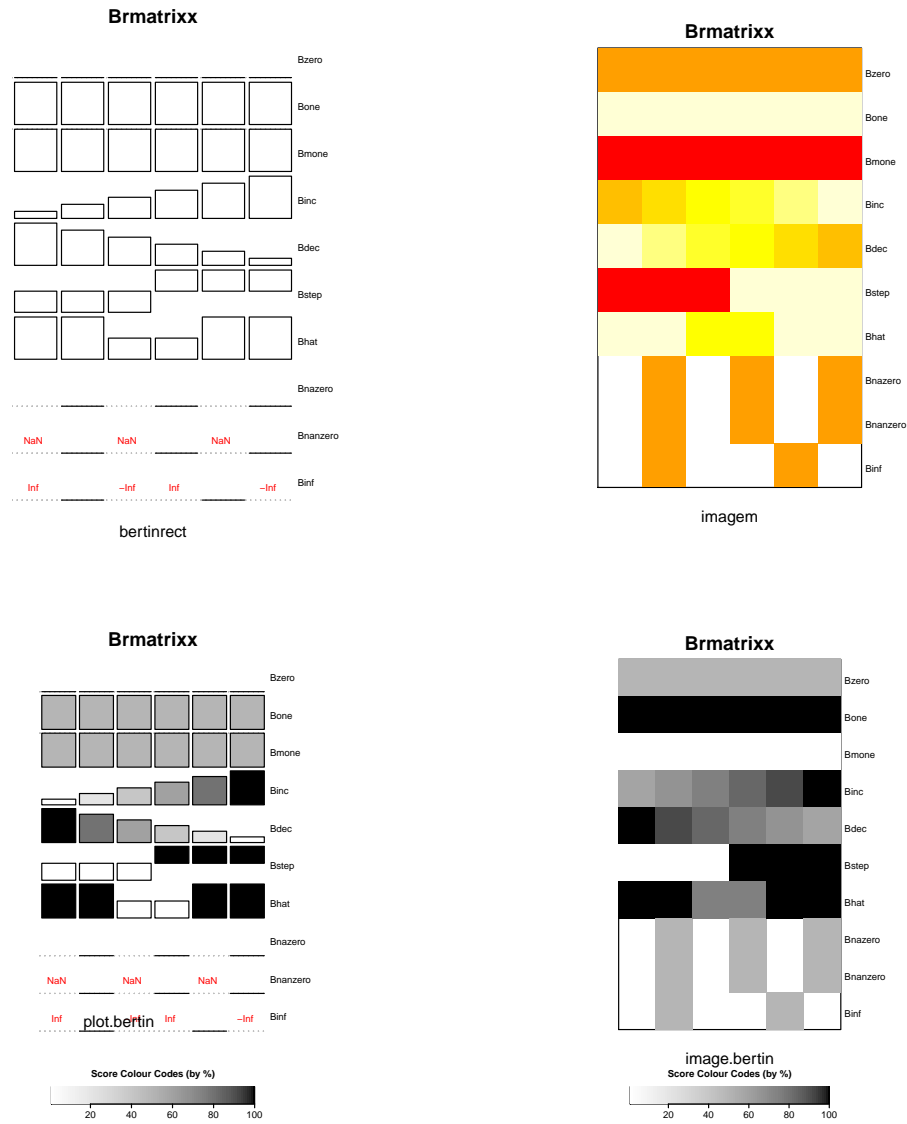 Brmatrixx
Bzero
Bone
Bmone
Binc
Bdec
Bstep
Bhat
Bnazero
NaN NaN NaN Bnanzero
Inf −Inf Inf −Inf Binf
bertinrect
Brmatrixx
Bzero
Bone
Bmone
Binc
Bdec
Bstep
Bhat
Bnazero
Bnanzero
Binf
imagem
Brmatrixx
Bzero
Bone
Bmone
Binc
Bdec
Bstep
Bhat
Bnazero
NaN NaN NaN Bnanzero
Inf −Inf Inf −Inf Binf
plot.bertin
Score Colour Codes (by %)
20 40 60 80 100
Brmatrixx
Bzero
Bone
Bmone
Binc
Bdec
Bstep
Bhat
Bnazero
Bnanzero
Binf
image.bertin
Score Colour Codes (by %)
20 40 60 80 100